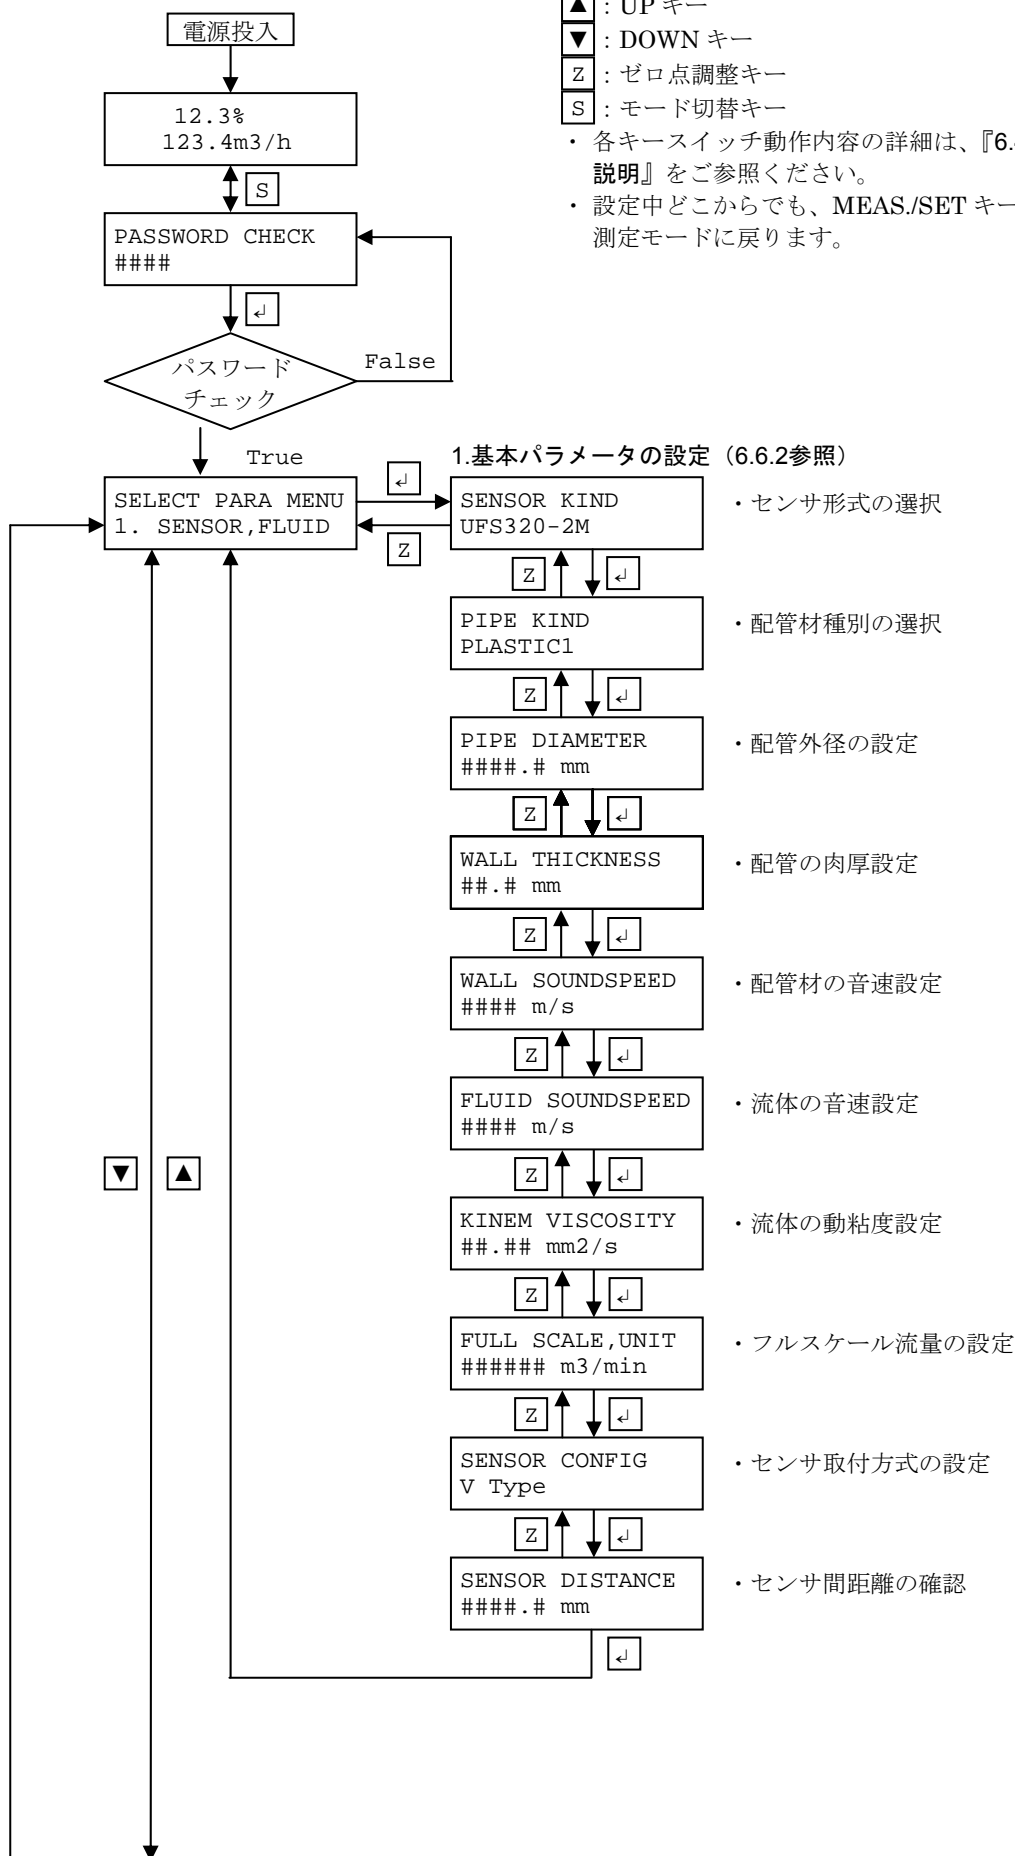 ▲：UP キー
▼：DOWN キー
Z：ゼロ点調整キー
S：モード切替キー
・ 各キースイッチ動作内容の詳細は、『6.
説明』をご参照ください。
・ 設定中どこからでも、MEAS./SET キー
測定モードに戻ります。
電源投入
12.3%
123.4m3/h
S
PASSWORD CHECK
####
↲
パスワード
チェック
False
True
1.基本パラメータの設定（6.6.2参照）
SELECT PARA MENU
1. SENSOR,FLUID
↲
Z
SENSOR KIND
UFS320-2M
・センサ形式の選択
Z ↲
PIPE KIND
PLASTIC1
・配管材種別の選択
Z ↲
PIPE DIAMETER
####.# mm
・配管外径の設定
Z ↲
WALL THICKNESS
##.# mm
・配管の肉厚設定
Z ↲
WALL SOUNDSPEED
#### m/s
・配管材の音速設定
Z ↲
FLUID SOUNDSPEED
#### m/s
・流体の音速設定
▼ ▲
Z ↲
KINEM VISCOSITY
##.## mm2/s
・流体の動粘度設定
Z ↲
FULL SCALE,UNIT
###### m3/min
・フルスケール流量の設定
Z ↲
SENSOR CONFIG
V Type
・センサ取付方式の設定
Z ↲
SENSOR DISTANCE
####.# mm
・センサ間距離の確認
↲